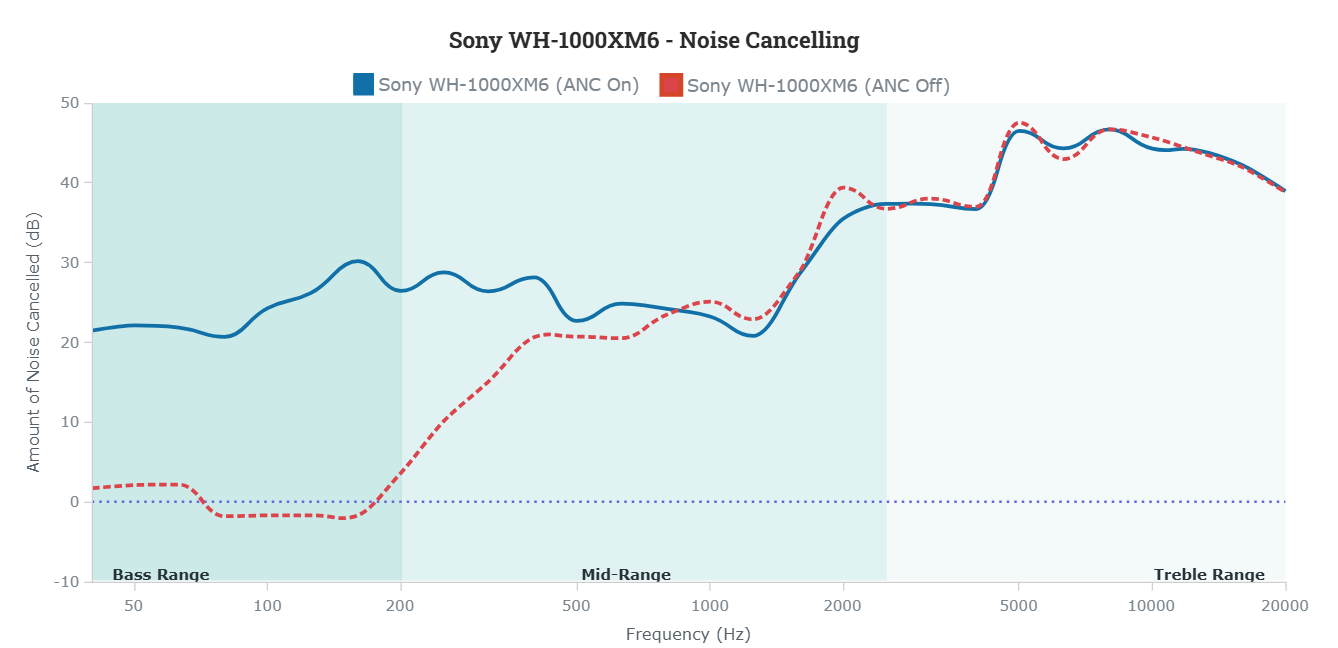 Sony WH-1000XM6 - Noise Cancelling
Sony WH-1000XM6 (ANC On) Sony WH-1000XM6 (ANC Off)
Amount of Noise Cancelled (dB)
50
40
30
20
10
0
-10
Bass Range Mid-Range Treble Range
50 100 200 500 1000 2000 5000 10000 20000
Frequency (Hz)